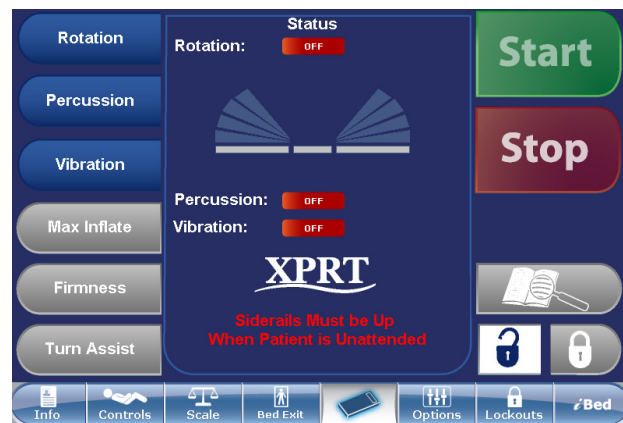 Rotation
Percussion
Vibration
Max Inflate
Firmness
Turn Assist
Status
Rotation: OFF
Percussion: OFF
Vibration: OFF
XPRT
Siderails Must be Up
When Patient is Unattended
Start
Stop
Info Controls Scale Bed Exit Options Lockouts iBed